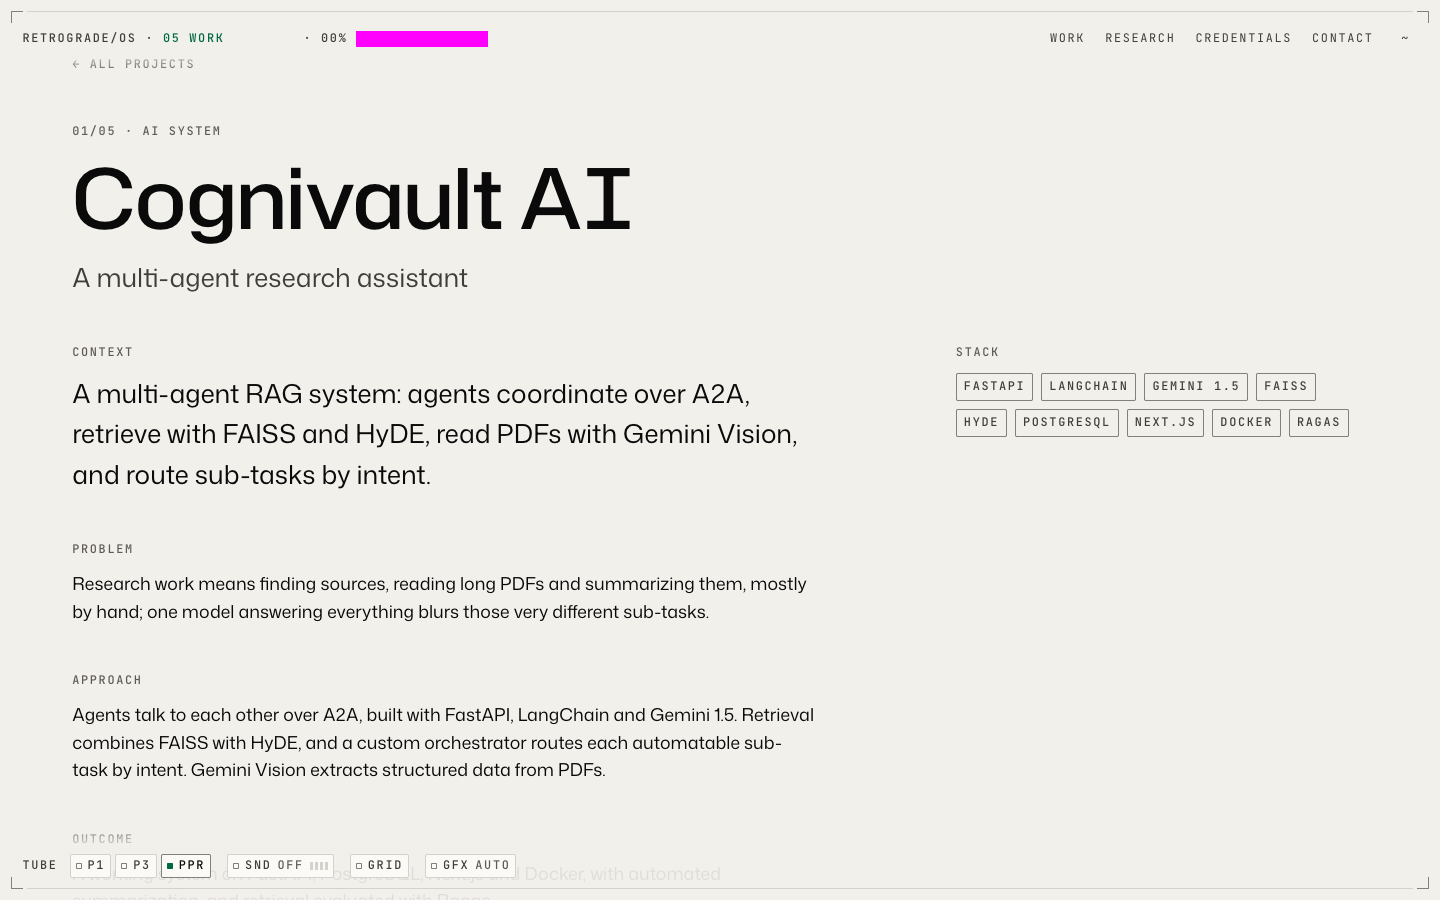 RETROGRADE/OS · 05 WORK · 00%
WORK RESEARCH CREDENTIALS CONTACT ~
← ALL PROJECTS
01/05 · AI SYSTEM
Cognivault AI
A multi-agent research assistant
CONTEXT
A multi-agent RAG system: agents coordinate over A2A,
retrieve with FAISS and HyDE, read PDFs with Gemini Vision,
and route sub-tasks by intent.
STACK
FASTAPI LANGCHAIN GEMINI 1.5 FAISS
HYDE POSTGRESQL NEXT.JS DOCKER RAGAS
PROBLEM
Research work means finding sources, reading long PDFs and summarizing them, mostly
by hand; one model answering everything blurs those very different sub-tasks.
APPROACH
Agents talk to each other over A2A, built with FastAPI, LangChain and Gemini 1.5. Retrieval
combines FAISS with HyDE, and a custom orchestrator routes each automatable sub-
task by intent. Gemini Vision extracts structured data from PDFs.
OUTCOME
Docker, with automated
summarization, and retrieval evaluated with Ragas.
TUBE P1 P3 PPR SND OFF GRID GFX AUTO